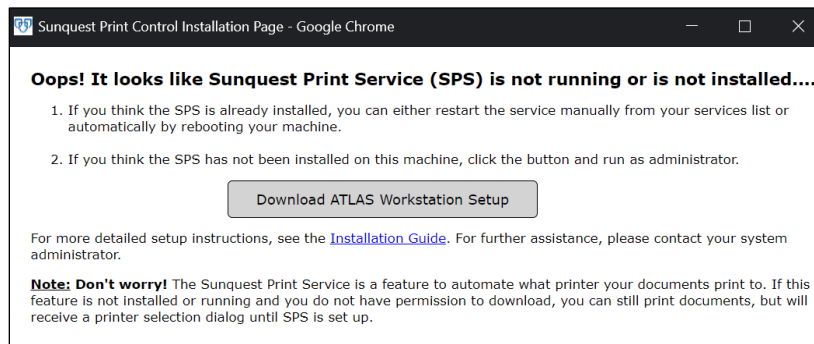 Sunquest Print Control Installation Page - Google Chrome
Oops! It looks like Sunquest Print Service (SPS) is not running or is not installed....
1. If you think the SPS is already installed, you can either restart the service manually from your services list or
automatically by rebooting your machine.
2. If you think the SPS has not been installed on this machine, click the button and run as administrator.
Download ATLAS Workstation Setup
For more detailed setup instructions, see the Installation Guide. For further assistance, please contact your system
administrator.
Note: Don't worry! The Sunquest Print Service is a feature to automate what printer your documents print to. If this
feature is not installed or running and you do not have permission to download, you can still print documents, but will
receive a printer selection dialog until SPS is set up.